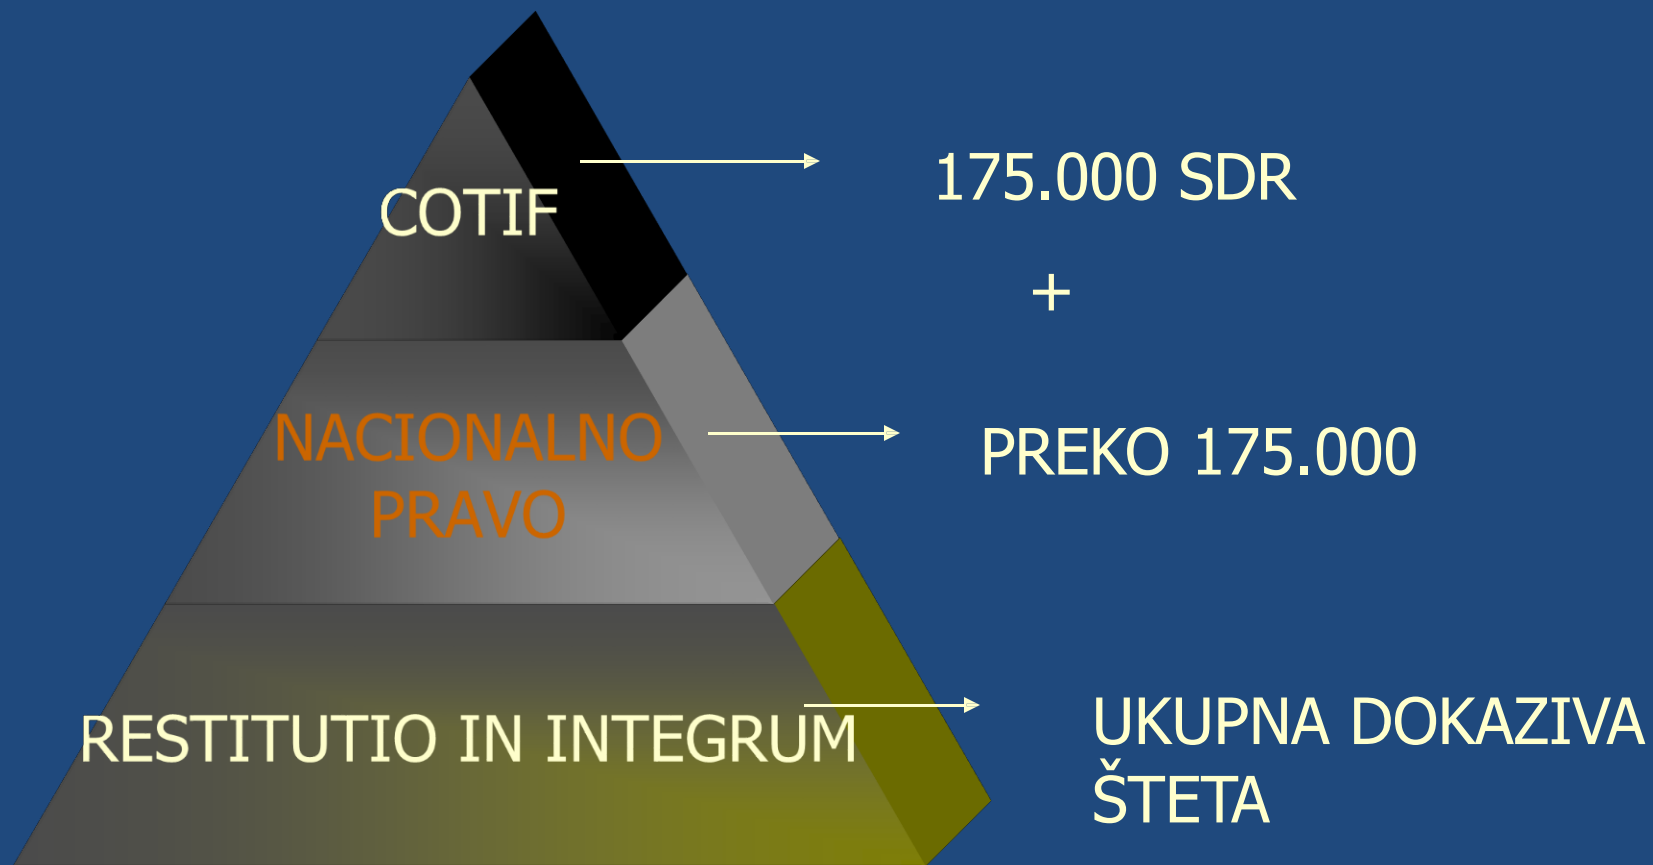 COTIF
175.000 SDR
+
NACIONALNO
PRAVO
PREKO 175.000
RESTITUTIO IN INTEGRUM
UKUPNA DOKAZIVA
ŠTETA